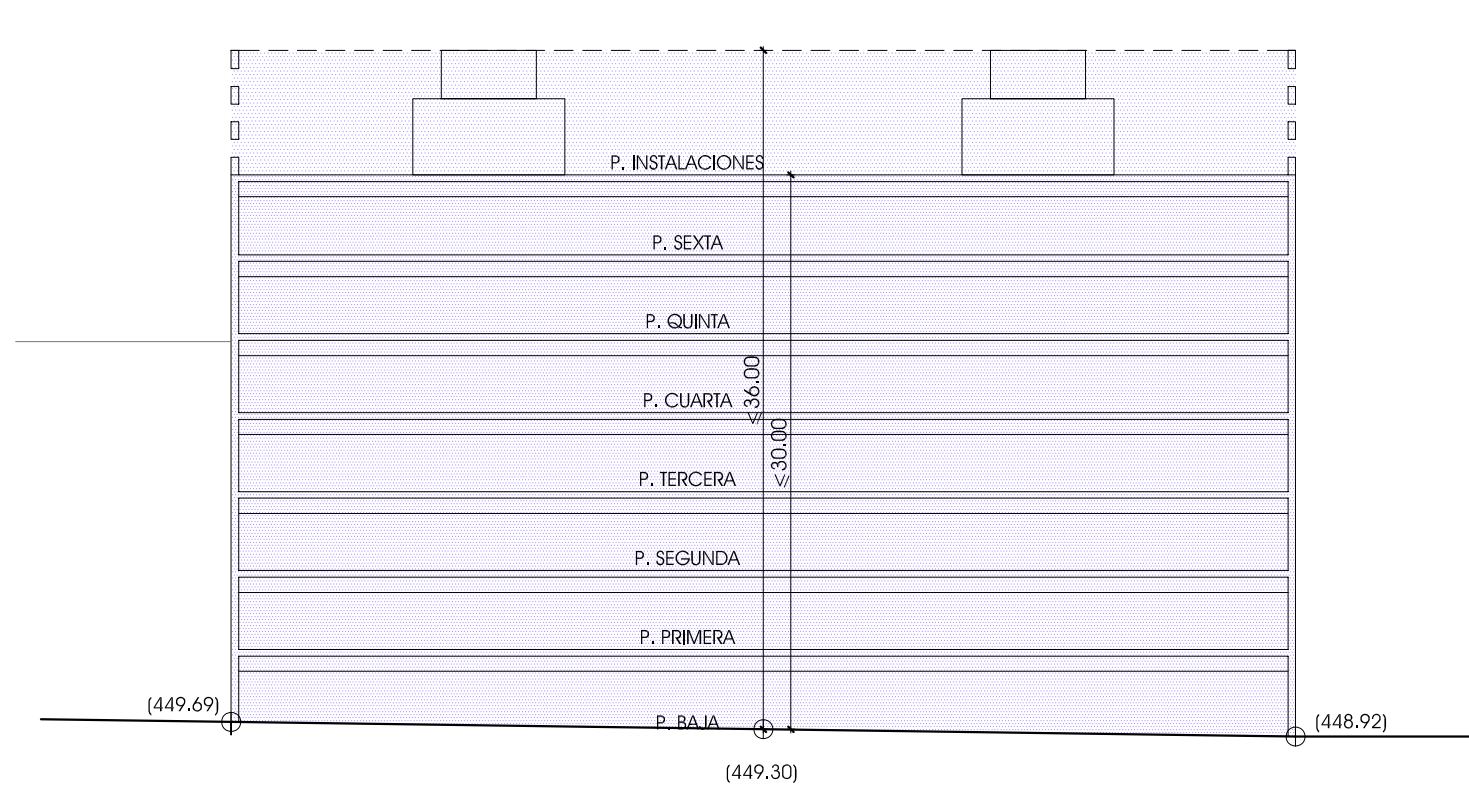 P. INSTALACIONES
P. SEXTA
P. QUINTA
P. CUARTA
≤36.00
≤30.00
P. TERCERA
P. SEGUNDA
P. PRIMERA
(449.69)
P. BAJA
(448.92)
(449.30)